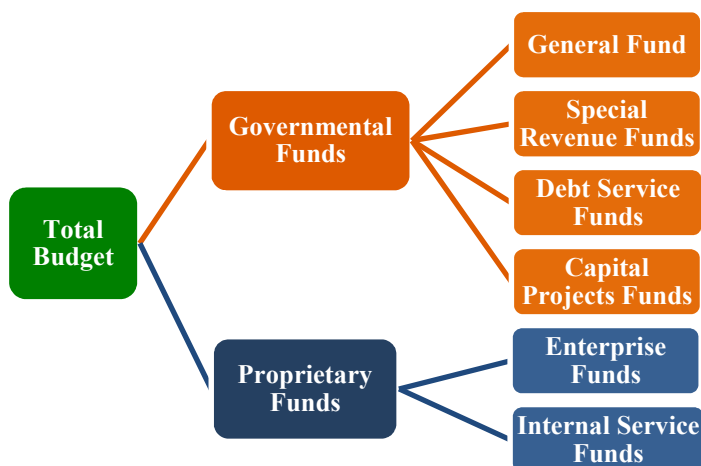 Total
Budget
Governmental
Funds
Proprietary
Funds
General Fund
Special
Revenue Funds
Debt Service
Funds
Capital
Projects Funds
Enterprise
Funds
Internal Service
Funds